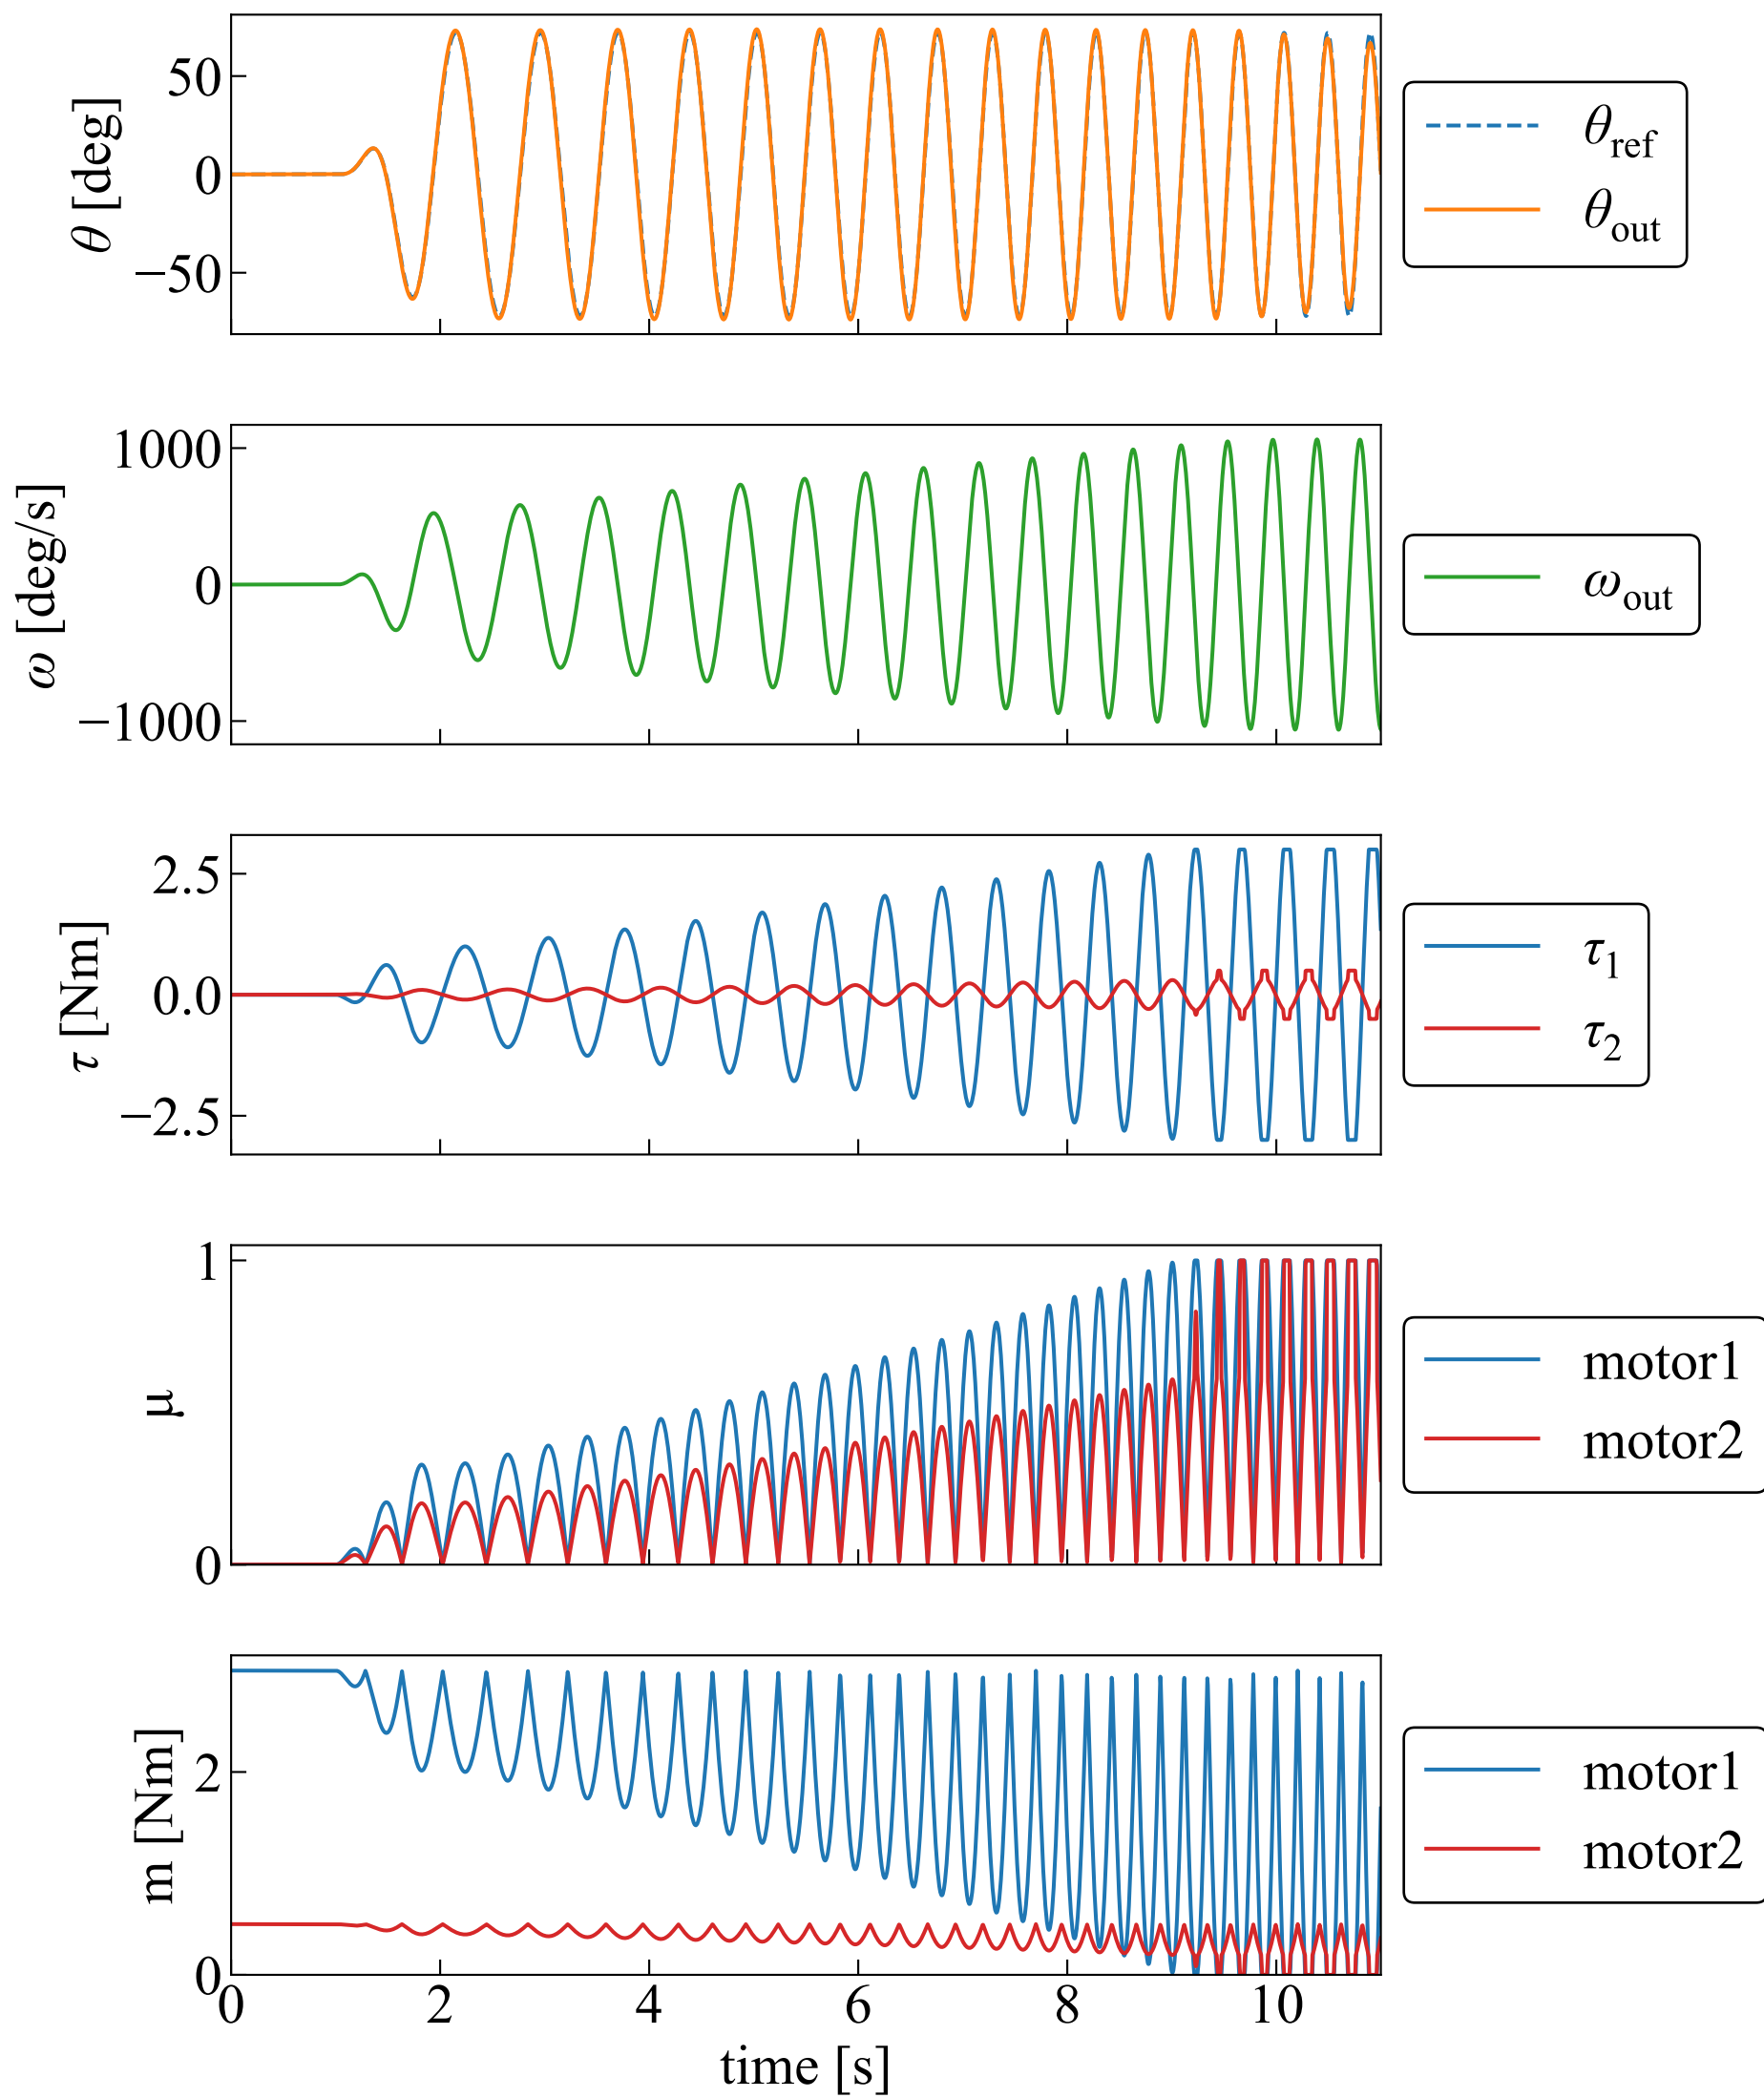 θ [deg]
50
0
−50
θref
θout
ω [deg/s]
1000
0
−1000
ωout
τ [Nm]
2.5
0.0
−2.5
τ1
τ2
μ
1
0
motor1
motor2
m [Nm]
2
0
motor1
motor2
0 2 4 6 8 10
time [s]